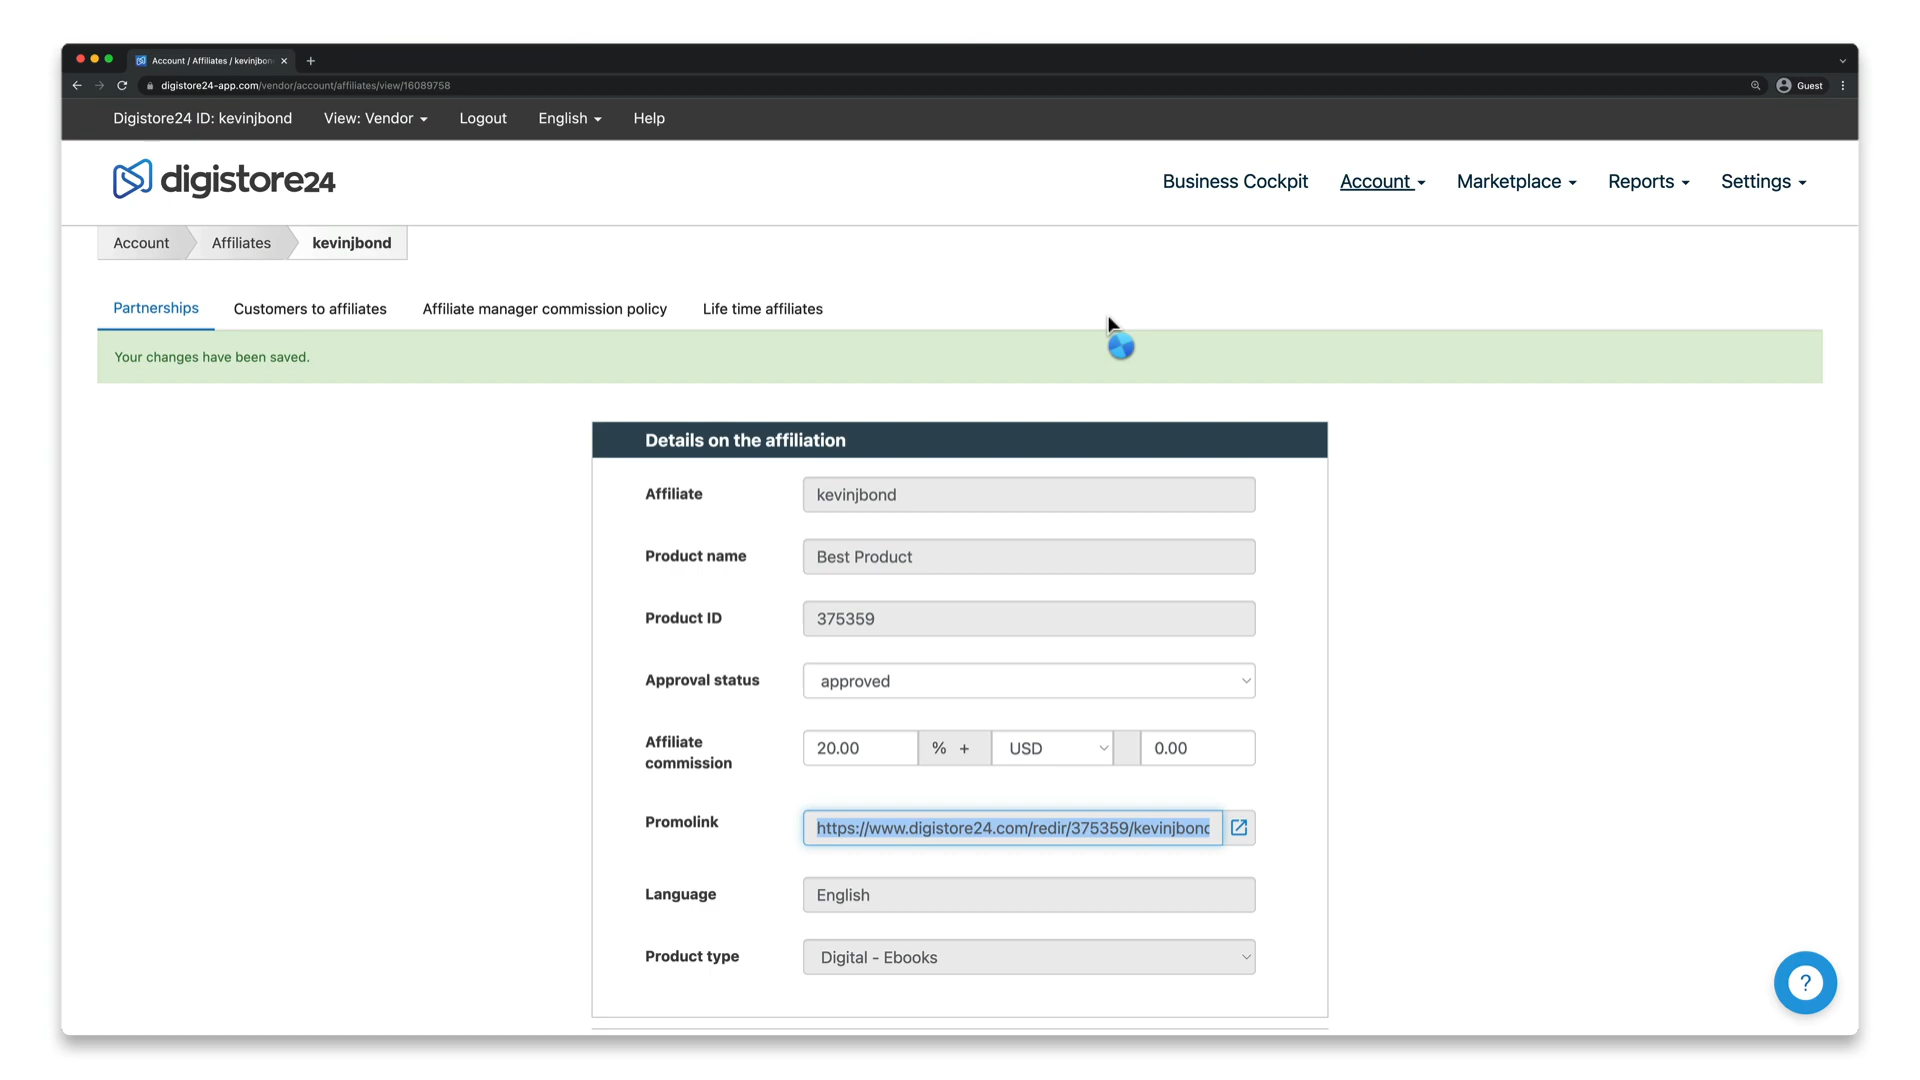 Account / Affiliates / kevinjbon
digistore24-app.com/vendor/account/affiliates/view/16089758
Guest
Digistore24 ID: kevinjbond
View: Vendor
Logout
English
Help
digistore24
Business Cockpit
Account
Marketplace
Reports
Settings
Account
Affiliates
kevinjbond
Partnerships
Customers to affiliates
Affiliate manager commission policy
Life time affiliates
Your changes have been saved.
Details on the affiliation
Affiliate
kevinjbond
Product name
Best Product
Product ID
375359
Approval status
approved
Affiliate
commission
20.00
% +
USD
0.00
Promolink
https://www.digistore24.com/redir/375359/kevinjbond
Language
English
Product type
Digital - Ebooks
?